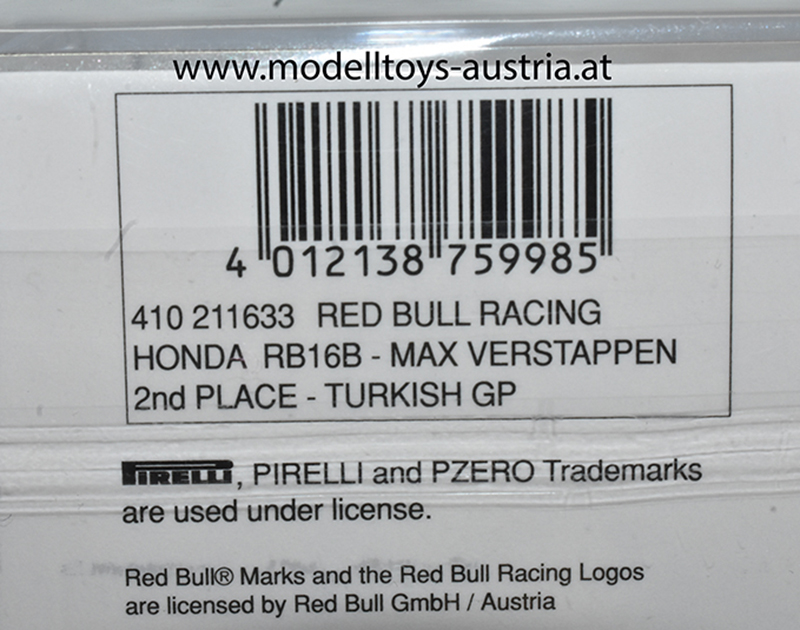 www.modelltoys-austria.at
4 012138 759985
410 211633 RED BULL RACING
HONDA RB16B - MAX VERSTAPPEN
2nd PLACE - TURKISH GP
PIRELLI, PIRELLI and PZERO Trademarks
are used under license.
Red Bull® Marks and the Red Bull Racing Logos
are licensed by Red Bull GmbH / Austria